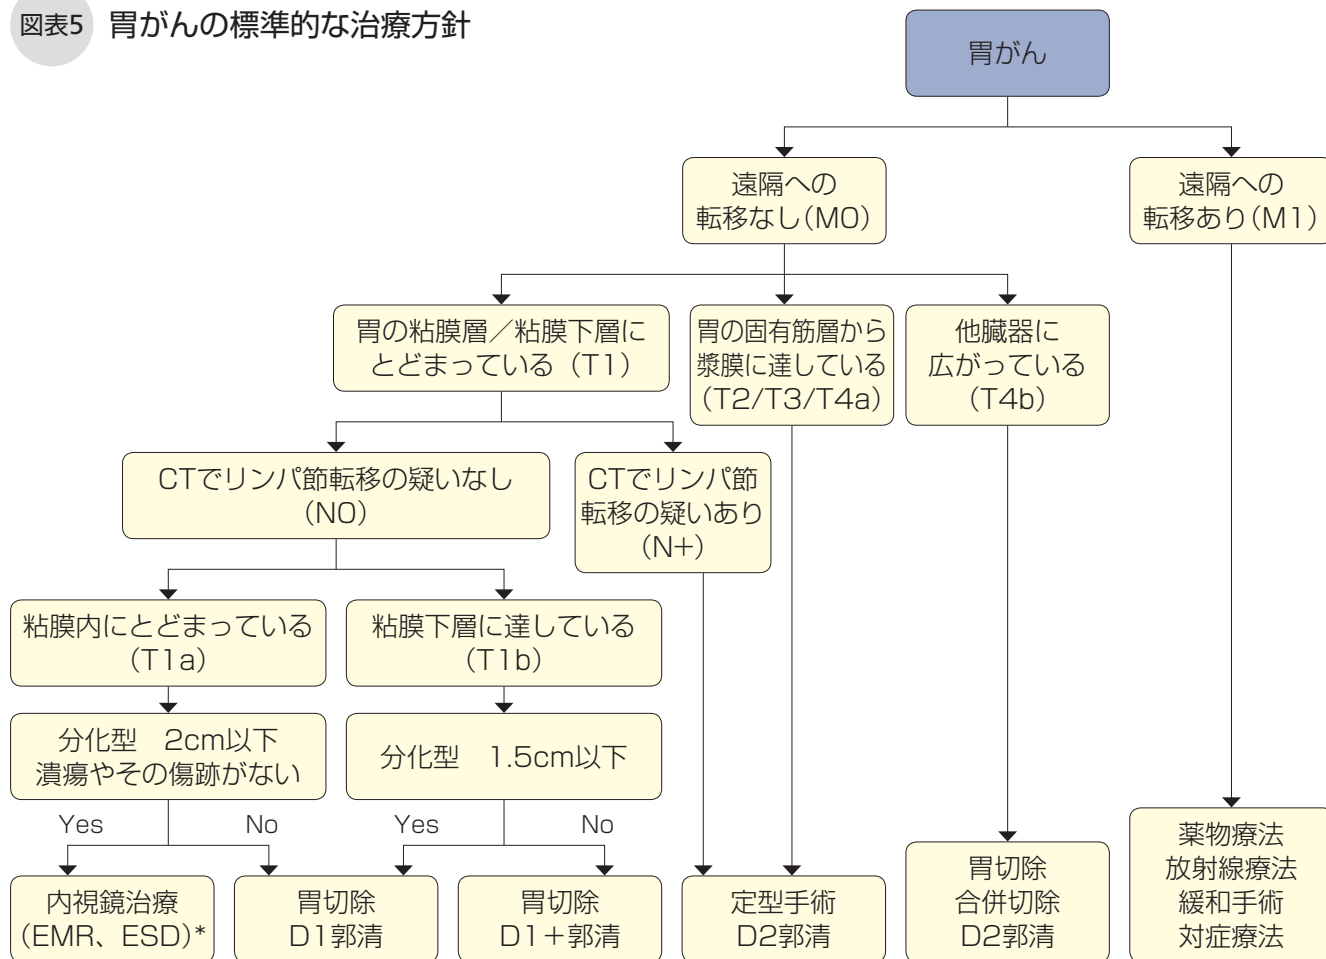 図表5 胃がんの標準的な治療方針
胃がん
遠隔への
転移なし(M0)
遠隔への
転移あり(M1)
胃の粘膜層／粘膜下層に
とどまっている（T1）
胃の固有筋層から
漿膜に達している
(T2/T3/T4a)
他臓器に
広がっている
(T4b)
CTでリンパ節転移の疑いなし
(N0)
CTでリンパ節
転移の疑いあり
(N+)
粘膜内にとどまっている
(T1a)
粘膜下層に達している
(T1b)
分化型　2cm以下
潰瘍やその傷跡がない
分化型　1.5cm以下
Yes
No
Yes
No
内視鏡治療
(EMR、ESD)*
胃切除
D1郭清
胃切除
D1＋郭清
定型手術
D2郭清
胃切除
合併切除
D2郭清
薬物療法
放射線療法
緩和手術
対症療法